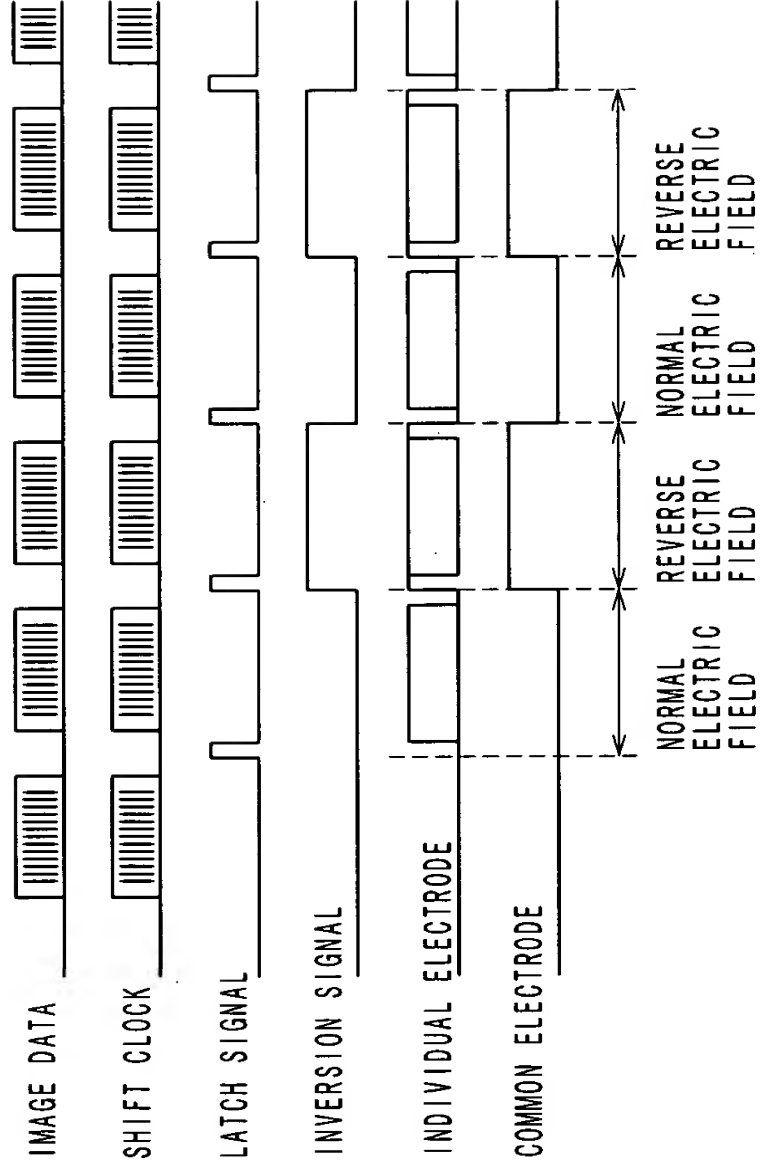 IMAGE DATA
SHIFT CLOCK
LATCH SIGNAL
INVERSION SIGNAL
INDIVIDUAL ELECTRODE
COMMON ELECTRODE
NORMAL
ELECTRIC
FIELD
REVERSE
ELECTRIC
FIELD
NORMAL
ELECTRIC
FIELD
REVERSE
ELECTRIC
FIELD